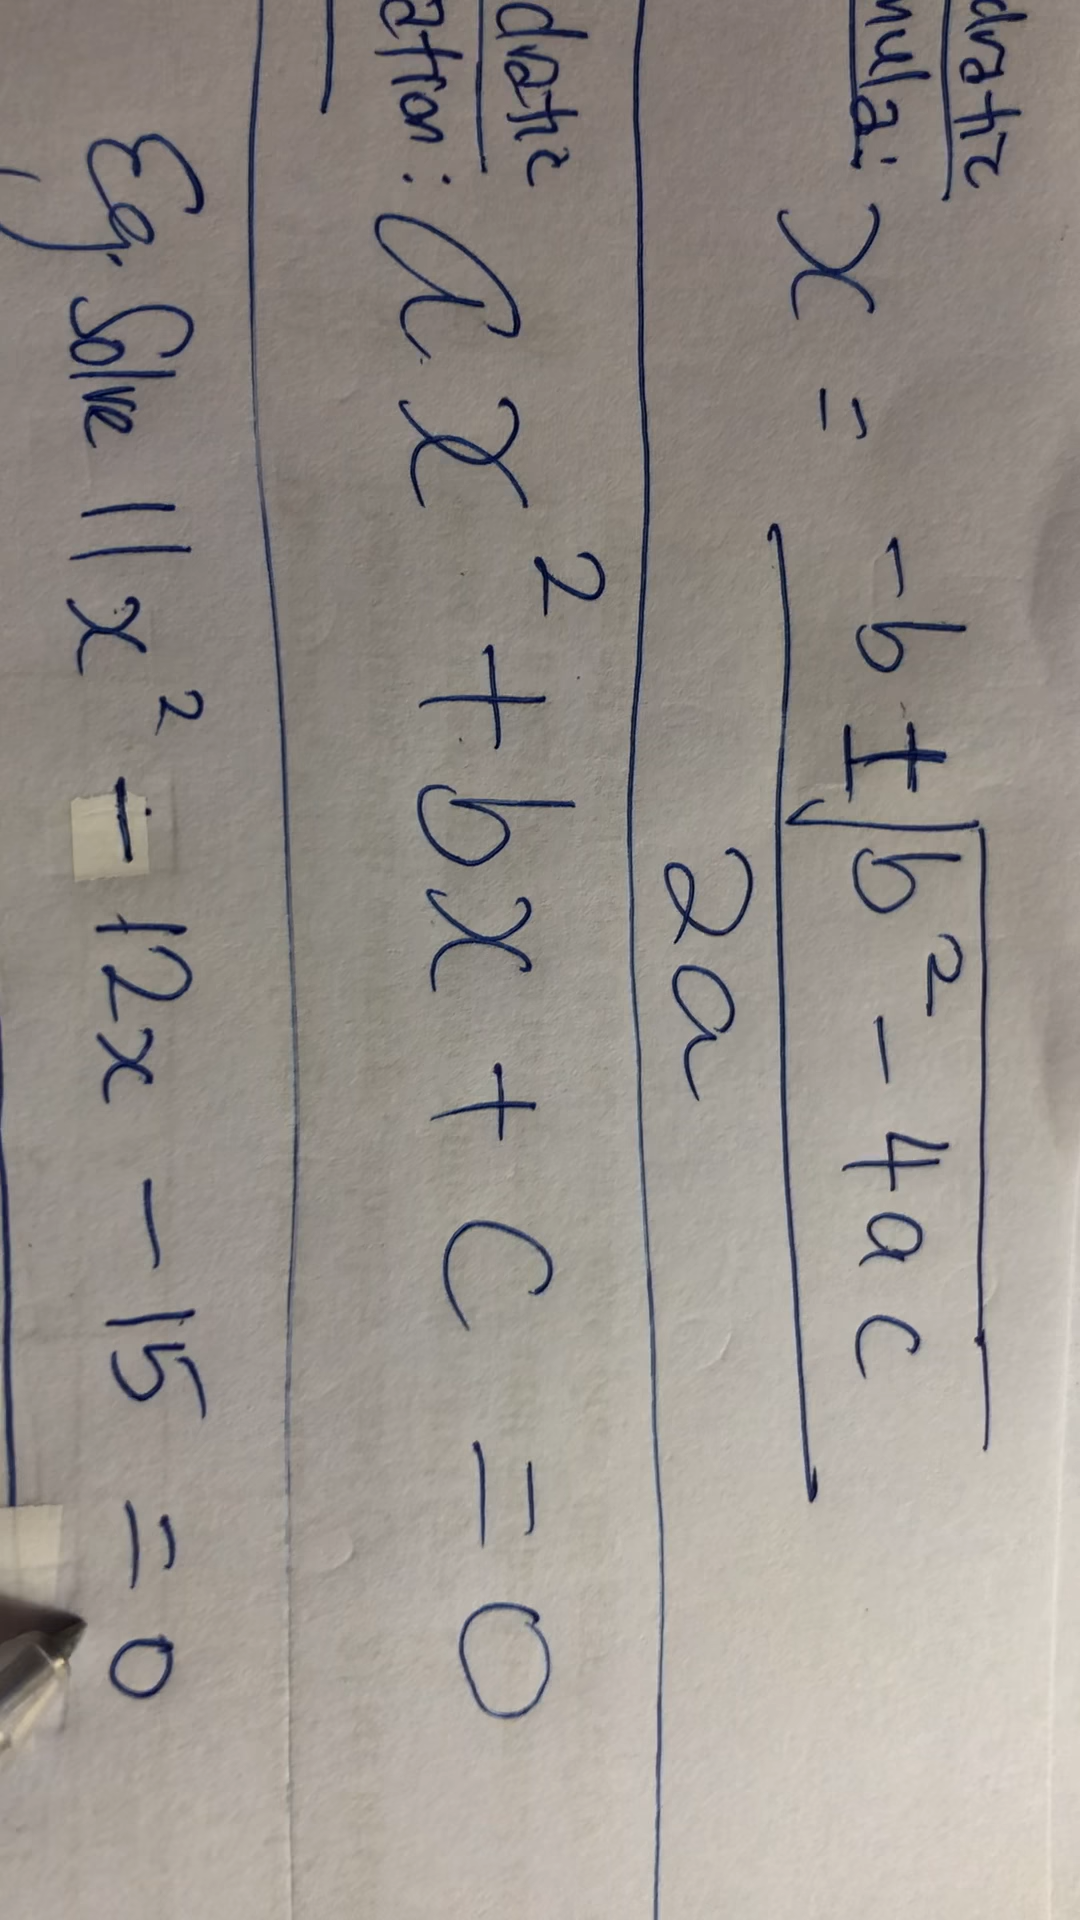 dratic
mula: x = -b ± √b² - 4ac
2a
dratic
ation: ax² + bx + c = 0
Eg. Solve 11x² - 12x - 15 = 0